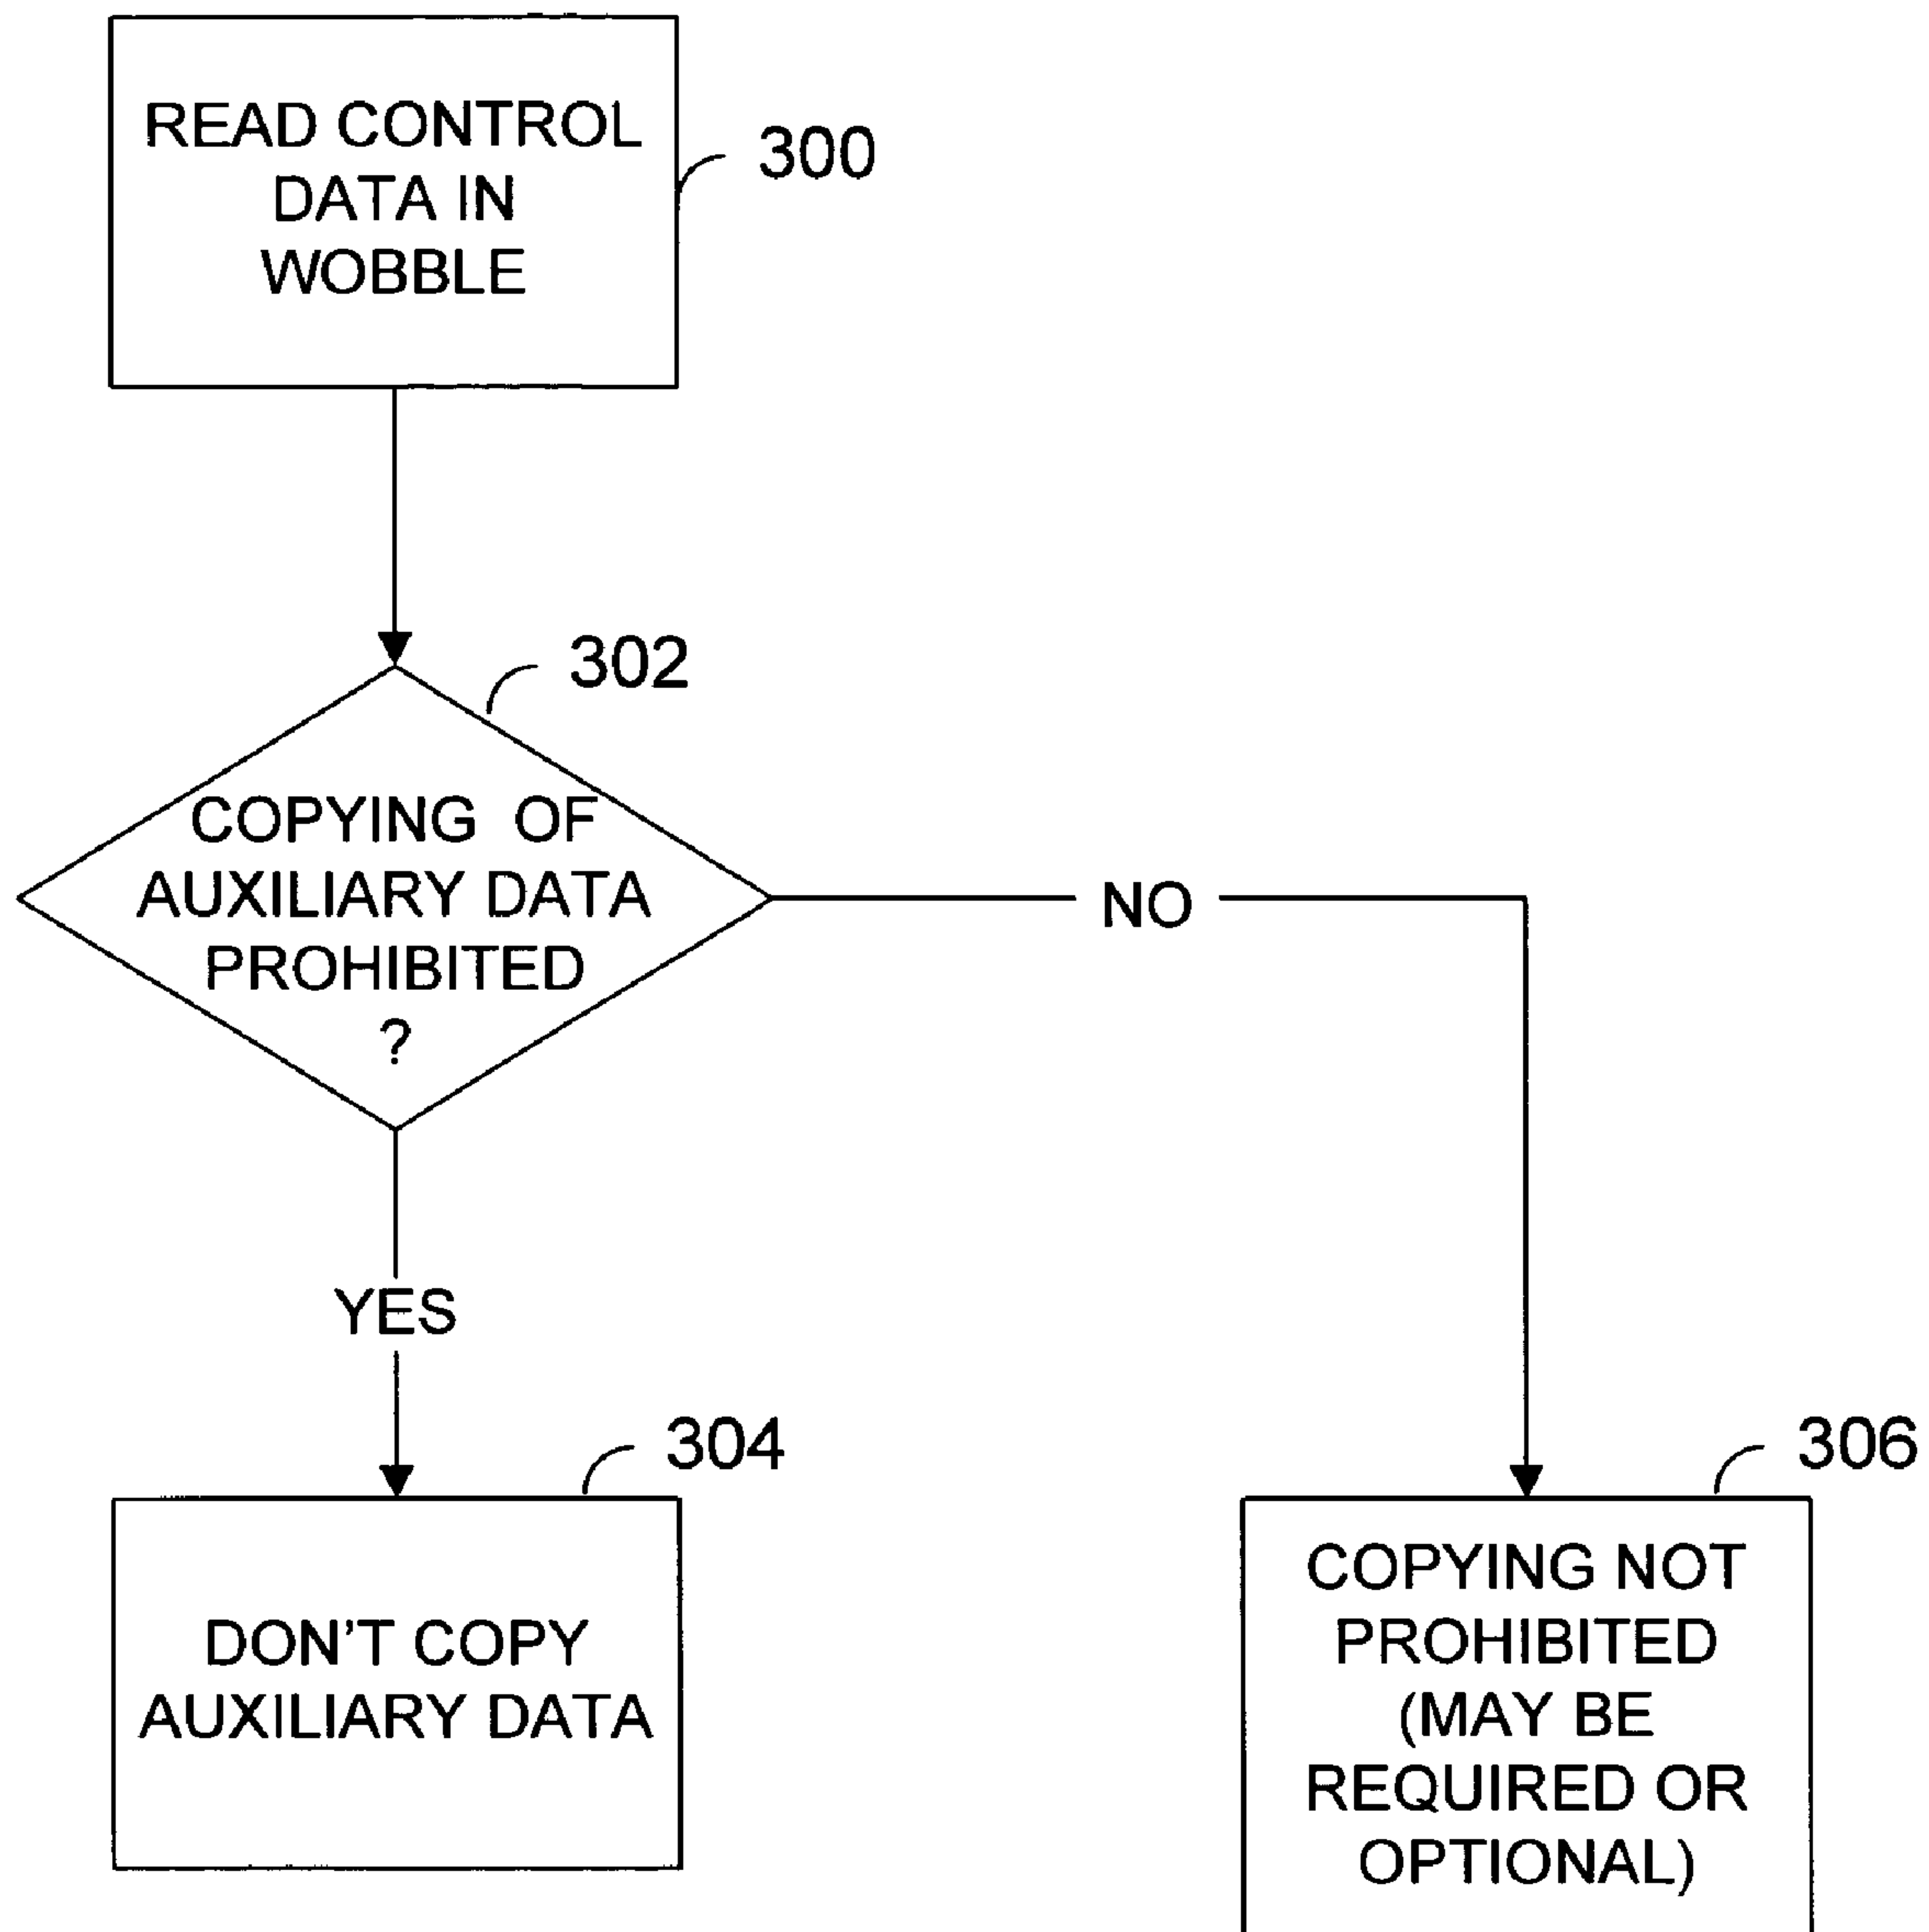 READ CONTROL
DATA IN
WOBBLE
300
302
COPYING OF
AUXILIARY DATA
PROHIBITED
?
NO
YES
304
DON'T COPY
AUXILIARY DATA
306
COPYING NOT
PROHIBITED
(MAY BE
REQUIRED OR
OPTIONAL)